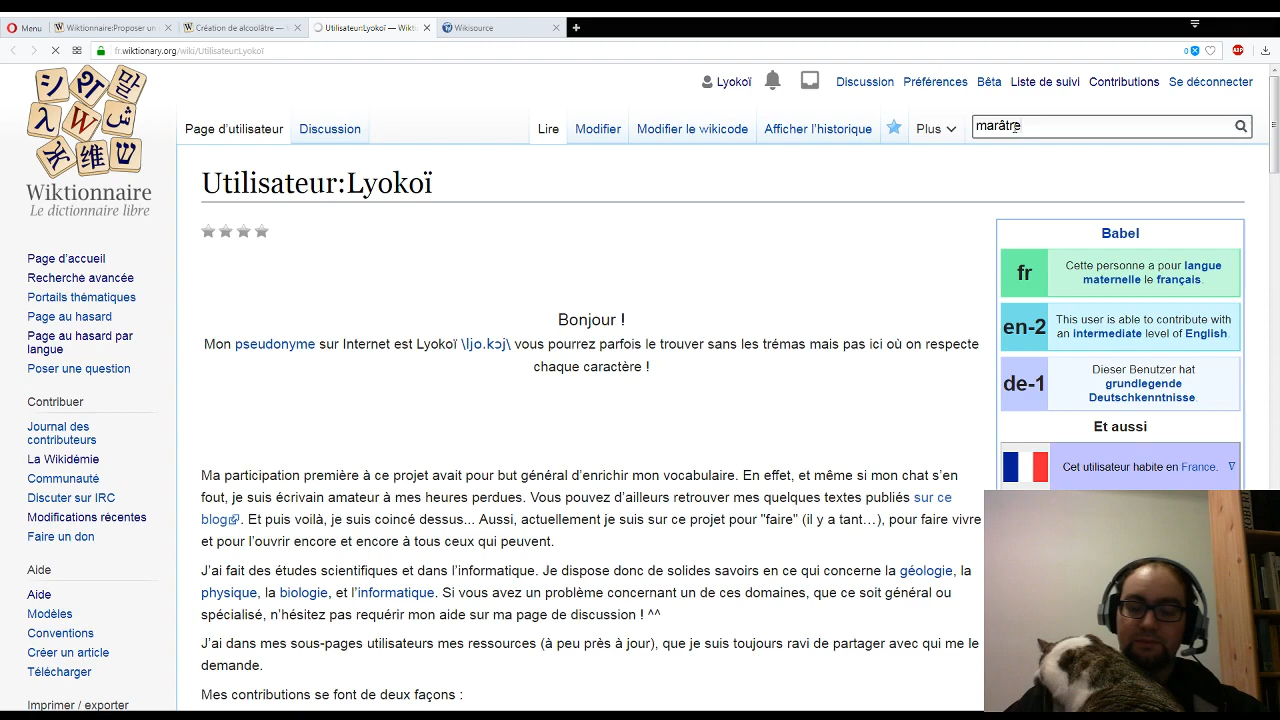 Menu
Wiktionnaire:Proposer un
Création de alcoolâtre —
Utilisateur:Lyokoï — Wikt
Wikisource
fr.wiktionary.org/wiki/Utilisateur:Lyokoï
0
ABP
Lyokoï
Discussion
Préférences
Bêta
Liste de suivi
Contributions
Se déconnecter
Page d'utilisateur
Discussion
Lire
Modifier
Modifier le wikicode
Afficher l'historique
Plus
marâtre
シ
말
λ
W
ش
Ж
维
ש
Wiktionnaire
Le dictionnaire libre
Page d'accueil
Recherche avancée
Portails thématiques
Page au hasard
Page au hasard par
langue
Poser une question
Contribuer
Journal des
contributeurs
La Wikidémie
Communauté
Discuter sur IRC
Modifications récentes
Faire un don
Aide
Aide
Modèles
Conventions
Créer un article
Télécharger
Imprimer / exporter
Utilisateur:Lyokoï
Bonjour !
Mon pseudonyme sur Internet est Lyokoï \ljo.kɔj\ vous pourrez parfois le trouver sans les trémas mais pas ici où on respecte
chaque caractère !
Ma participation première à ce projet avait pour but général d’enrichir mon vocabulaire. En effet, et même si mon chat s’en
fout, je suis écrivain amateur à mes heures perdues. Vous pouvez d’ailleurs retrouver mes quelques textes publiés sur ce
blog. Et puis voilà, je suis coincé dessus... Aussi, actuellement je suis sur ce projet pour "faire" (il y a tant…), pour faire vivre
et pour l’ouvrir encore et encore à tous ceux qui peuvent.
J’ai fait des études scientifiques et dans l’informatique. Je dispose donc de solides savoirs en ce qui concerne la géologie, la
physique, la biologie, et l’informatique. Si vous avez un problème concernant un de ces domaines, que ce soit général ou
spécialisé, n’hésitez pas requérir mon aide sur ma page de discussion ! ^^
J’ai dans mes sous-pages utilisateurs mes ressources (à peu près à jour), que je suis toujours ravi de partager avec qui me le
demande.
Mes contributions se font de deux façons :
Babel
fr
Cette personne a pour langue
maternelle le français.
en-2
This user is able to contribute with
an intermediate level of English.
de-1
Dieser Benutzer hat
grundlegende
Deutschkenntnisse.
Et aussi
Cet utilisateur habite en France.